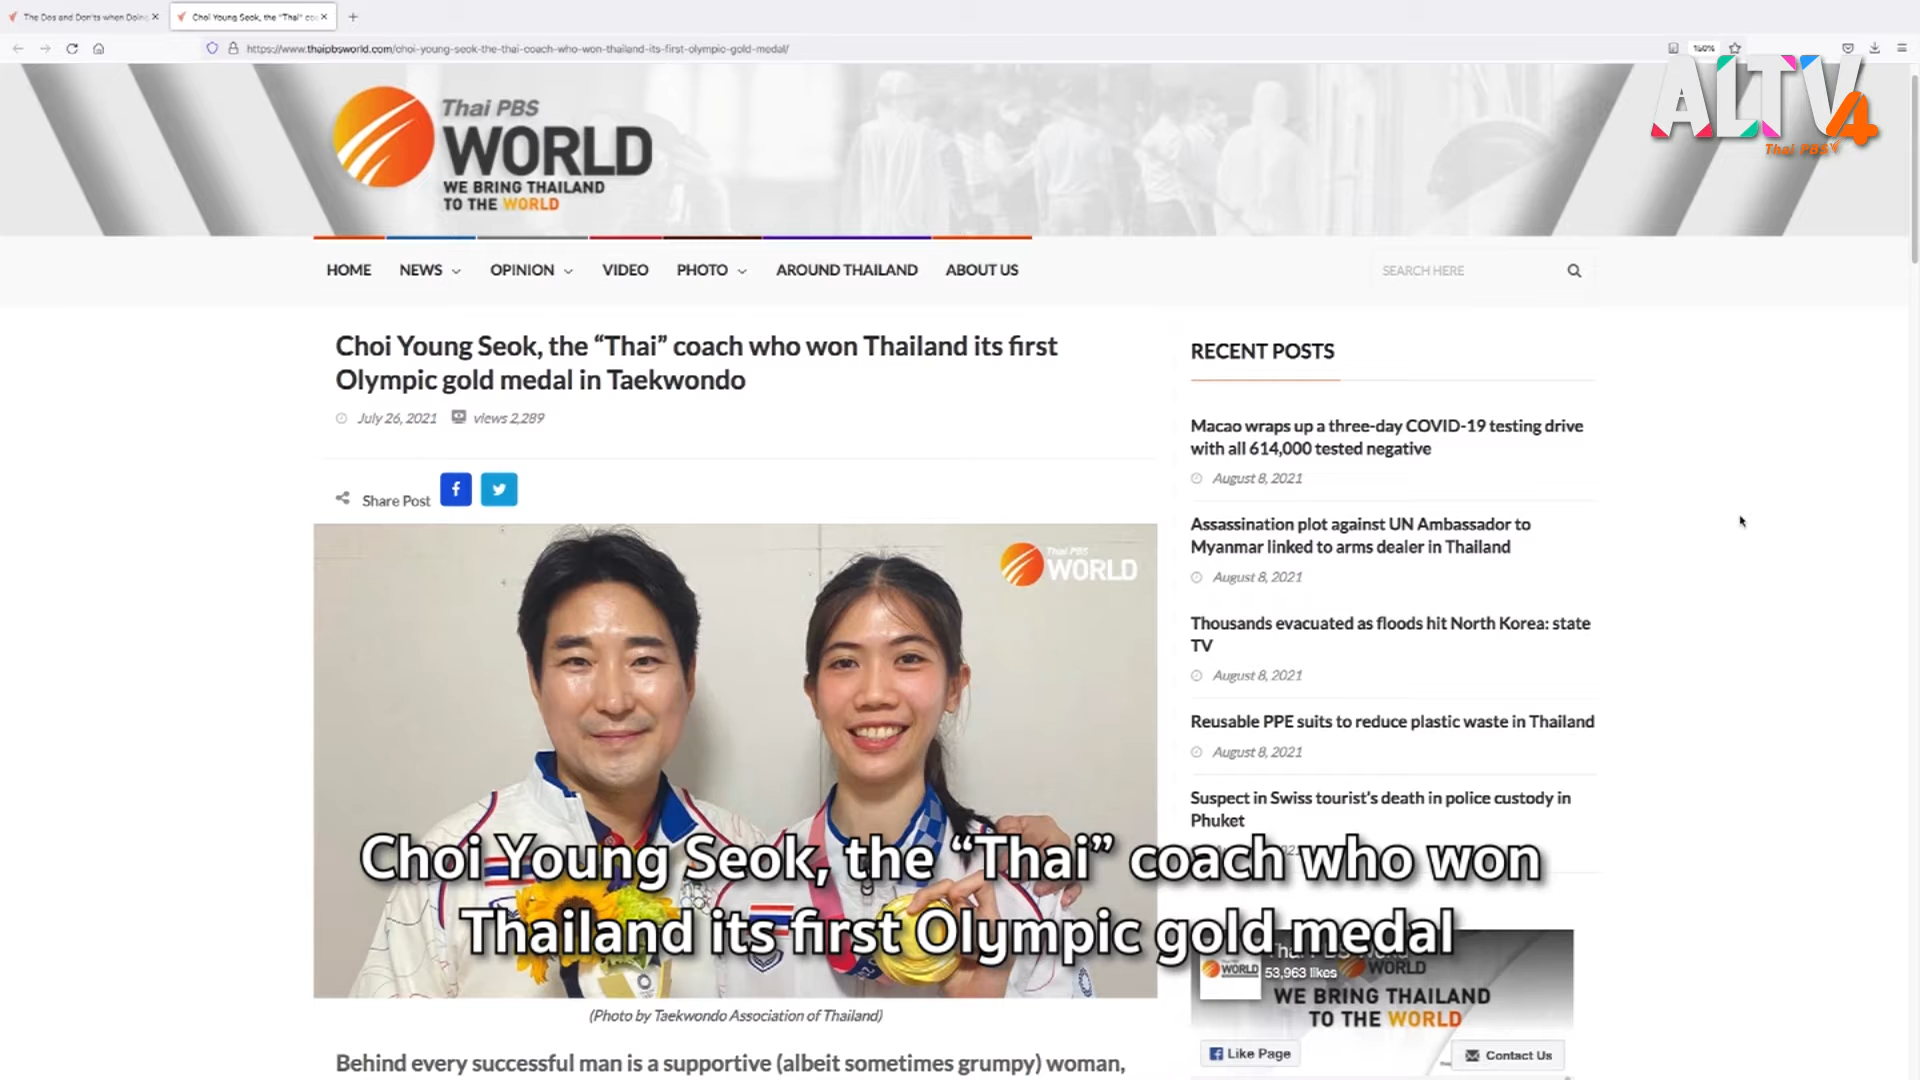 The Dos and Don'ts when Doing
Choi Young Seok, the "Thai" co
https://www.thaipbsworld.com/choi-young-seok-the-thai-coach-who-won-thailand-its-first-olympic-gold-medal/
150%
ALTV4
Thai PBS
Thai PBS
WORLD
WE BRING THAILAND
TO THE WORLD
HOME NEWS OPINION VIDEO PHOTO AROUND THAILAND ABOUT US
SEARCH HERE
Choi Young Seok, the “Thai” coach who won Thailand its first
Olympic gold medal in Taekwondo
July 26, 2021 views 2,289
Share Post
Thai PBS
WORLD
(Photo by Taekwondo Association of Thailand)
Behind every successful man is a supportive (albeit sometimes grumpy) woman,
RECENT POSTS
Macao wraps up a three-day COVID-19 testing drive
with all 614,000 tested negative
August 8, 2021
Assassination plot against UN Ambassador to
Myanmar linked to arms dealer in Thailand
August 8, 2021
Thousands evacuated as floods hit North Korea: state
TV
August 8, 2021
Reusable PPE suits to reduce plastic waste in Thailand
August 8, 2021
Suspect in Swiss tourist’s death in police custody in
Phuket
Choi Young Seok, the “Thai” coach who won
Thailand its first Olympic gold medal
WORLD
53,963 likes
WORLD
WE BRING THAILAND
TO THE WORLD
Like Page
Contact Us